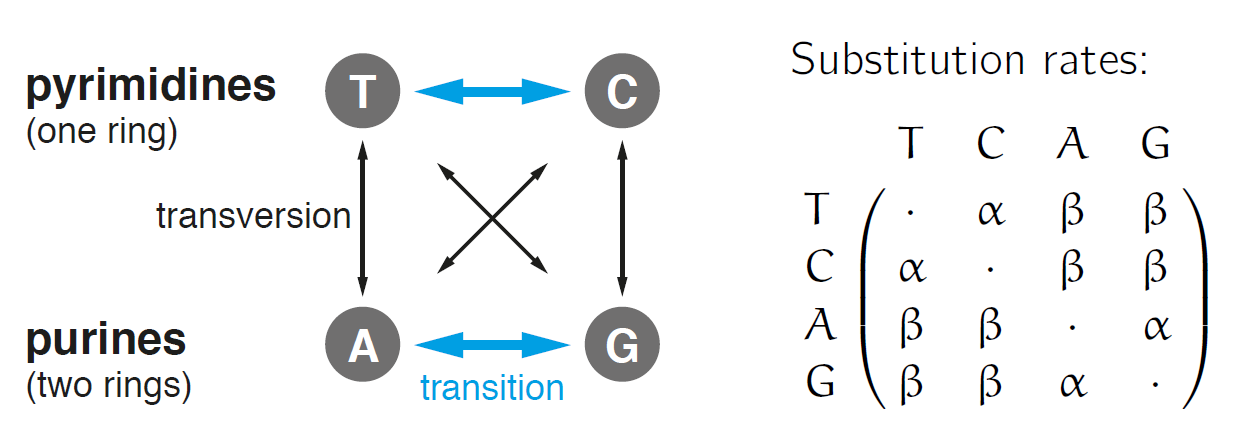 pyrimidines
(one ring)
T
C
transversion
purines
(two rings)
A
G
transition
Substitution rates:
T C A G
T · α β β
C α · β β
A β β · α
G β β α ·